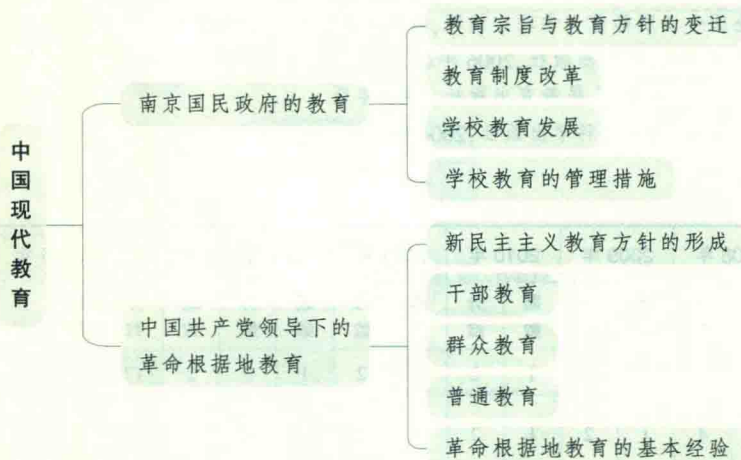 中国现代教育
南京国民政府的教育
教育宗旨与教育方针的变迁
教育制度改革
学校教育发展
学校教育的管理措施
中国共产党领导下的
革命根据地教育
新民主主义教育方针的形成
干部教育
群众教育
普通教育
革命根据地教育的基本经验